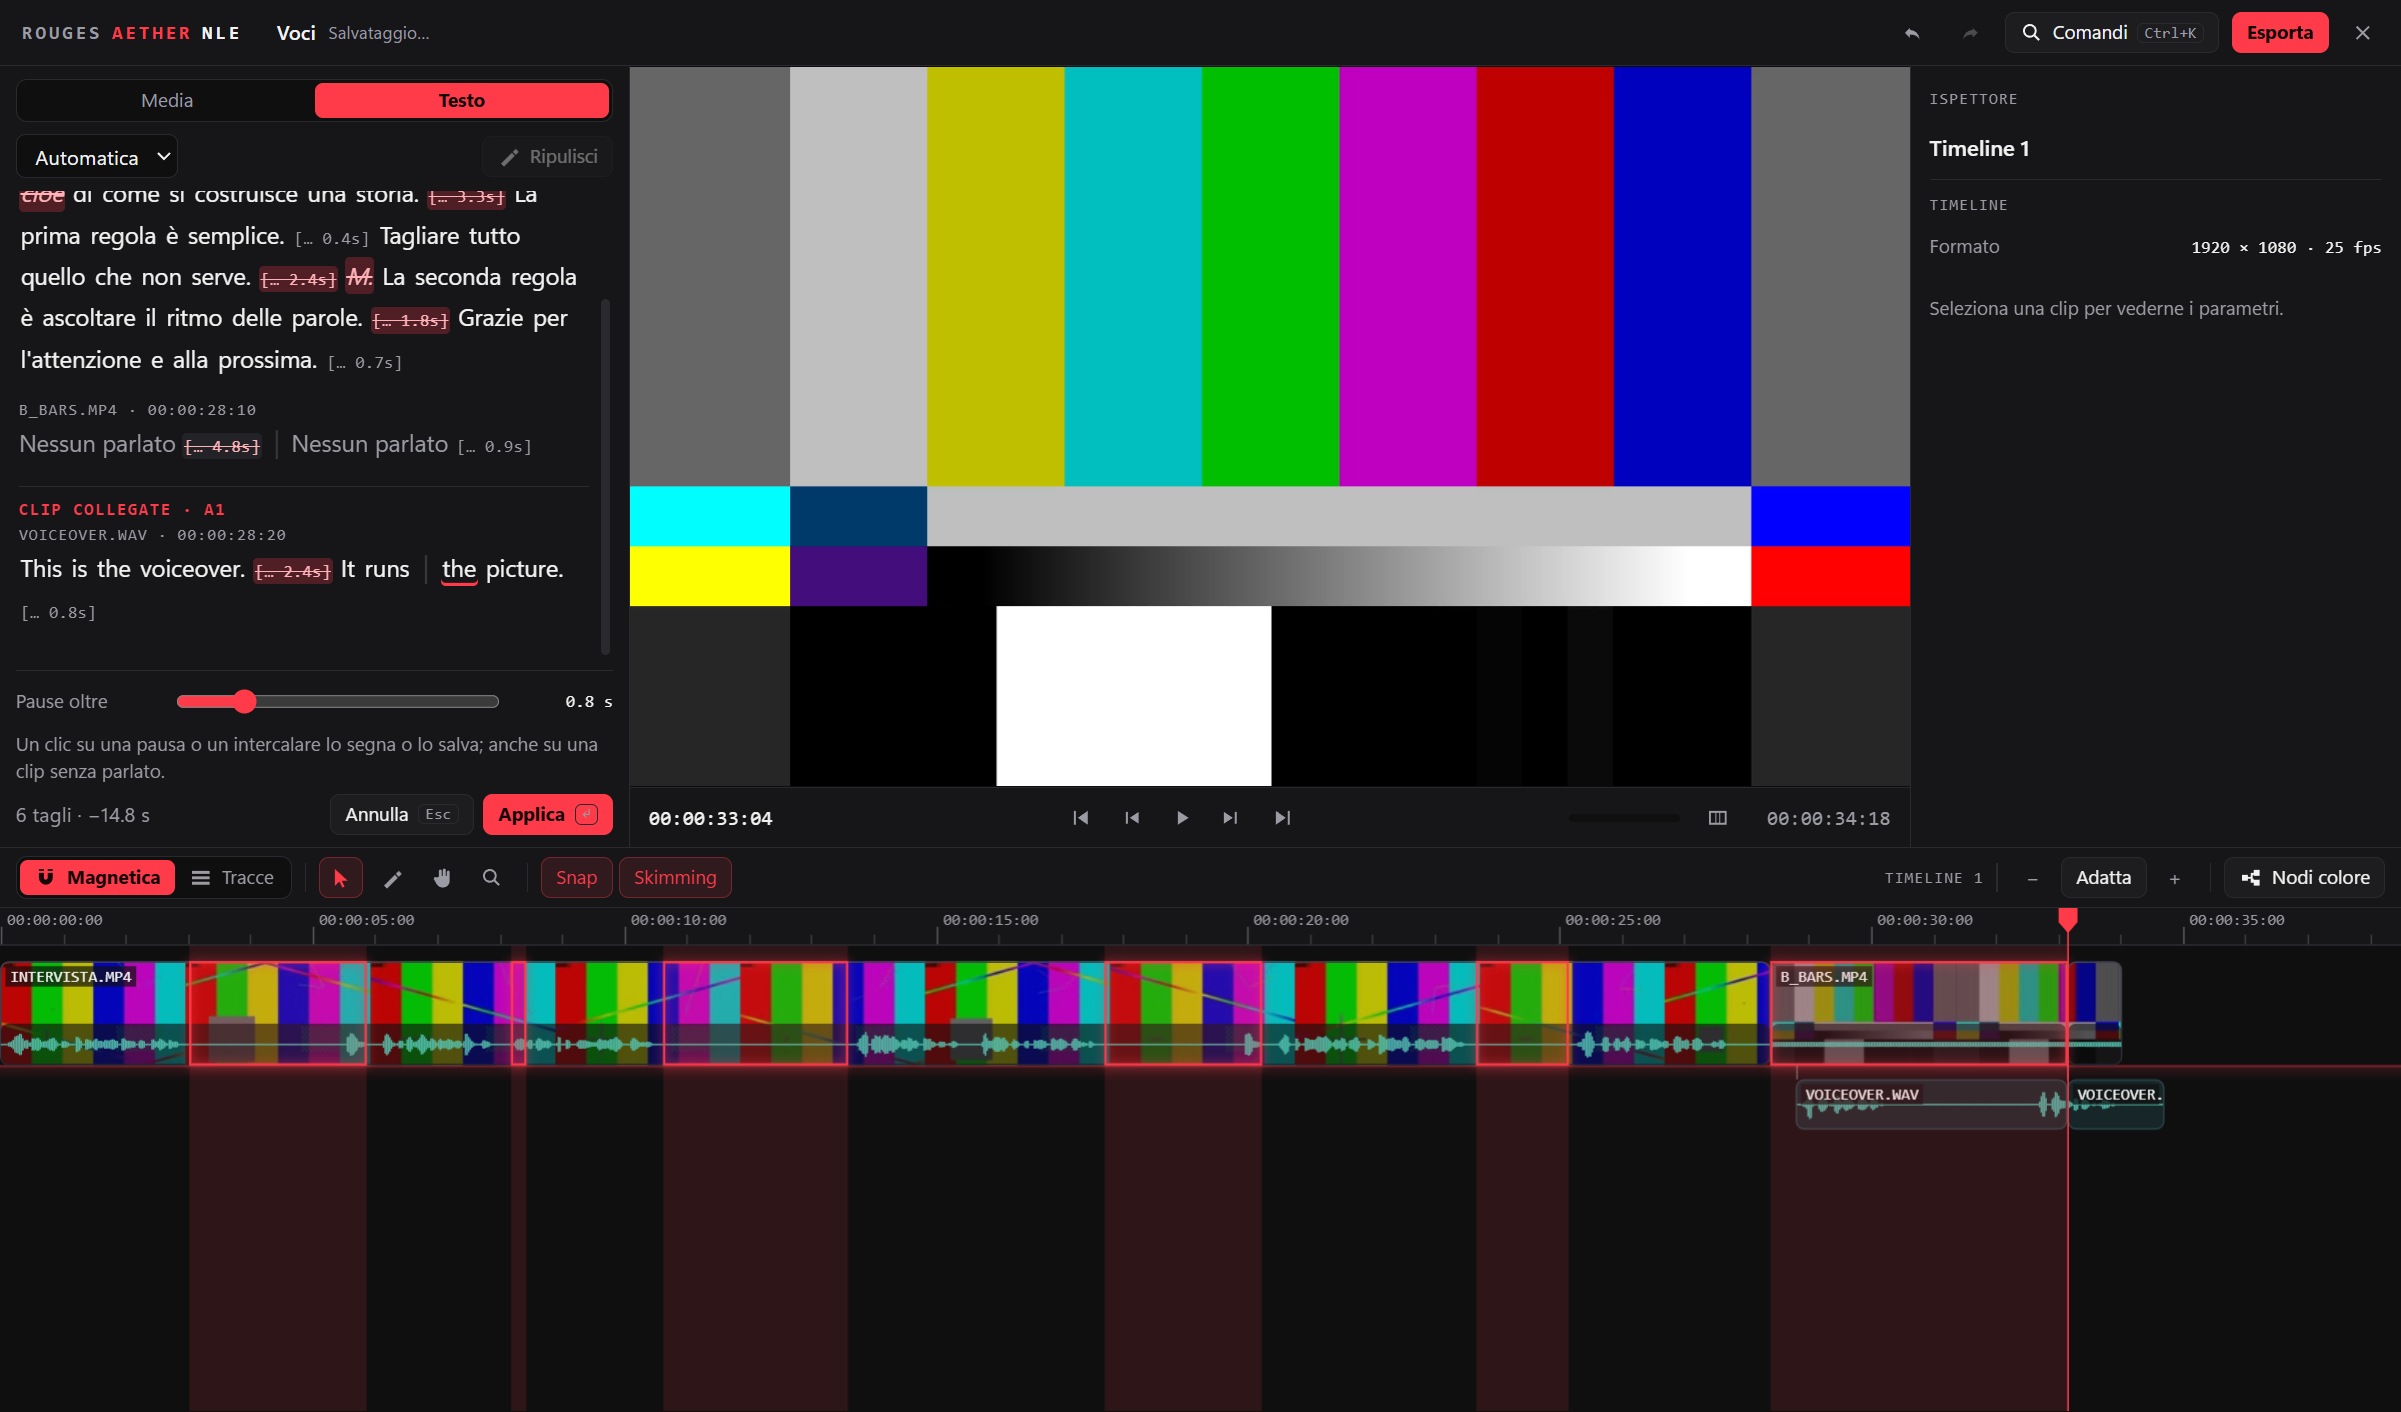 ROUGES AETHER NLE
Voci Salvataggio...
Comandi Ctrl+K
Esporta
Media
Testo
Automatica
Ripulisci
cioè di come si costruisce una storia. [… 3.3s] La
prima regola è semplice. [… 0.4s] Tagliare tutto
quello che non serve. [… 2.4s] M. La seconda regola
è ascoltare il ritmo delle parole. [… 1.8s] Grazie per
l'attenzione e alla prossima. [… 0.7s]
B_BARS.MP4 · 00:00:28:10
Nessun parlato [… 4.8s] Nessun parlato [… 0.9s]
CLIP COLLEGATE · A1
VOICEOVER.WAV · 00:00:28:20
This is the voiceover. [… 2.4s] It runs the picture.
[… 0.8s]
Pause oltre 0.8 s
Un clic su una pausa o un intercalare lo segna o lo salva; anche su una
clip senza parlato.
6 tagli · −14.8 s
Annulla Esc
Applica
00:00:33:04
00:00:34:18
ISPETTORE
Timeline 1
TIMELINE
Formato 1920 × 1080 · 25 fps
Seleziona una clip per vederne i parametri.
Magnetica
Tracce
Snap
Skimming
TIMELINE 1
− Adatta +
Nodi colore
00:00:00:00 00:00:05:00 00:00:10:00 00:00:15:00 00:00:20:00 00:00:25:00 00:00:30:00 00:00:35:00
INTERVISTA.MP4
B_BARS.MP4
VOICEOVER.WAV
VOICEOVER.